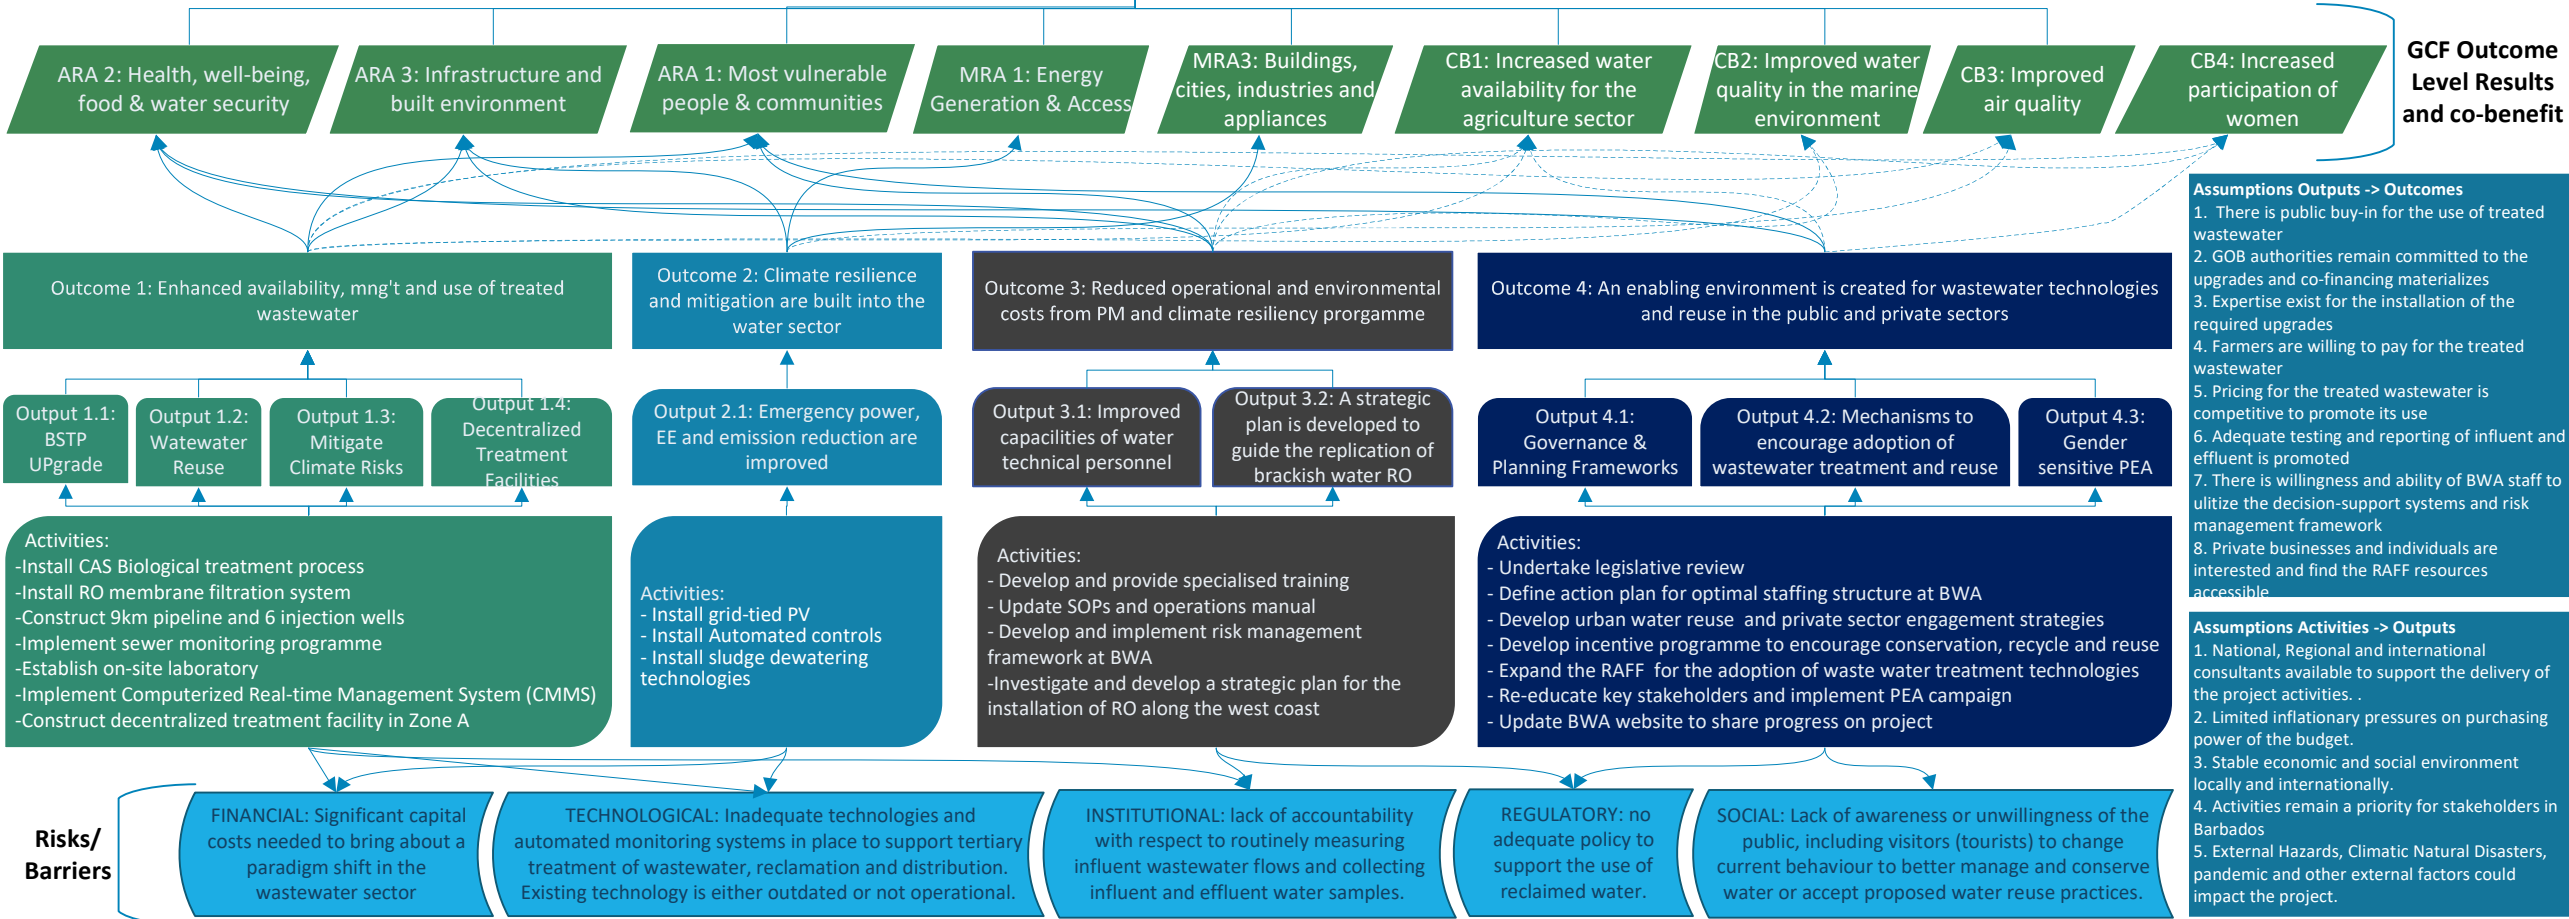 ARA 2: Health, well-being,
food & water security
ARA 3: Infrastructure and
built environment
ARA 1: Most vulnerable
people & communities
MRA 1: Energy
Generation & Access
MRA3: Buildings,
cities, industries and
appliances
CB1: Increased water
availability for the
agriculture sector
CB2: Improved water
quality in the marine
environment
CB3: Improved
air quality
CB4: Increased
participation of
women
GCF Outcome
Level Results
and co-benefit
Outcome 1: Enhanced availability, mng't and use of treated
wastewater
Outcome 2: Climate resilience
and mitigation are built into the
water sector
Outcome 3: Reduced operational and environmental
costs from PM and climate resiliency prorgamme
Outcome 4: An enabling environment is created for wastewater technologies
and reuse in the public and private sectors
Output 1.1:
BSTP
UPgrade
Output 1.2:
Watewater
Reuse
Output 1.3:
Mitigate
Climate Risks
Output 1.4:
Decentralized
Treatment
Facilities
Output 2.1: Emergency power,
EE and emission reduction are
improved
Output 3.1: Improved
capacilities of water
technical personnel
Output 3.2: A strategic
plan is developed to
guide the replication of
brackish water RO
Output 4.1:
Governance &
Planning Frameworks
Output 4.2: Mechanisms to
encourage adoption of
wastewater treatment and reuse
Output 4.3:
Gender
sensitive PEA
Activities:
-Install CAS Biological treatment process
-Install RO membrane filtration system
-Construct 9km pipeline and 6 injection wells
-Implement sewer monitoring programme
-Establish on-site laboratory
-Implement Computerized Real-time Management System (CMMS)
-Construct decentralized treatment facility in Zone A
Activities:
- Install grid-tied PV
- Install Automated controls
- Install sludge dewatering
technologies
Activities:
- Develop and provide specialised training
- Update SOPs and operations manual
- Develop and implement risk management
framework at BWA
-Investigate and develop a strategic plan for the
installation of RO along the west coast
Activities:
- Undertake legislative review
- Define action plan for optimal staffing structure at BWA
- Develop urban water reuse and private sector engagement strategies
- Develop incentive programme to encourage conservation, recycle and reuse
- Expand the RAFF for the adoption of waste water treatment technologies
- Re-educate key stakeholders and implement PEA campaign
- Update BWA website to share progress on project
Risks/
Barriers
FINANCIAL: Significant capital
costs needed to bring about a
paradigm shift in the
wastewater sector
TECHNOLOGICAL: Inadequate technologies and
automated monitoring systems in place to support tertiary
treatment of wastewater, reclamation and distribution.
Existing technology is either outdated or not operational.
INSTITUTIONAL: lack of accountability
with respect to routinely measuring
influent wastewater flows and collecting
influent and effluent water samples.
REGULATORY: no
adequate policy to
support the use of
reclaimed water.
SOCIAL: Lack of awareness or unwillingness of the
public, including visitors (tourists) to change
current behaviour to better manage and conserve
water or accept proposed water reuse practices.
Assumptions Outputs -> Outcomes
1. There is public buy-in for the use of treated
wastewater
2. GOB authorities remain committed to the
upgrades and co-financing materializes
3. Expertise exist for the installation of the
required upgrades
4. Farmers are willing to pay for the treated
wastewater
5. Pricing for the treated wastewater is
competitive to promote its use
6. Adequate testing and reporting of influent and
effluent is promoted
7. There is willingness and ability of BWA staff to
ulitize the decision-support systems and risk
management framework
8. Private businesses and individuals are
interested and find the RAFF resources
accessible
Assumptions Activities -> Outputs
1. National, Regional and international
consultants available to support the delivery of
the project activities. .
2. Limited inflationary pressures on purchasing
power of the budget.
3. Stable economic and social environment
locally and internationally.
4. Activities remain a priority for stakeholders in
Barbados
5. External Hazards, Climatic Natural Disasters,
pandemic and other external factors could
impact the project.